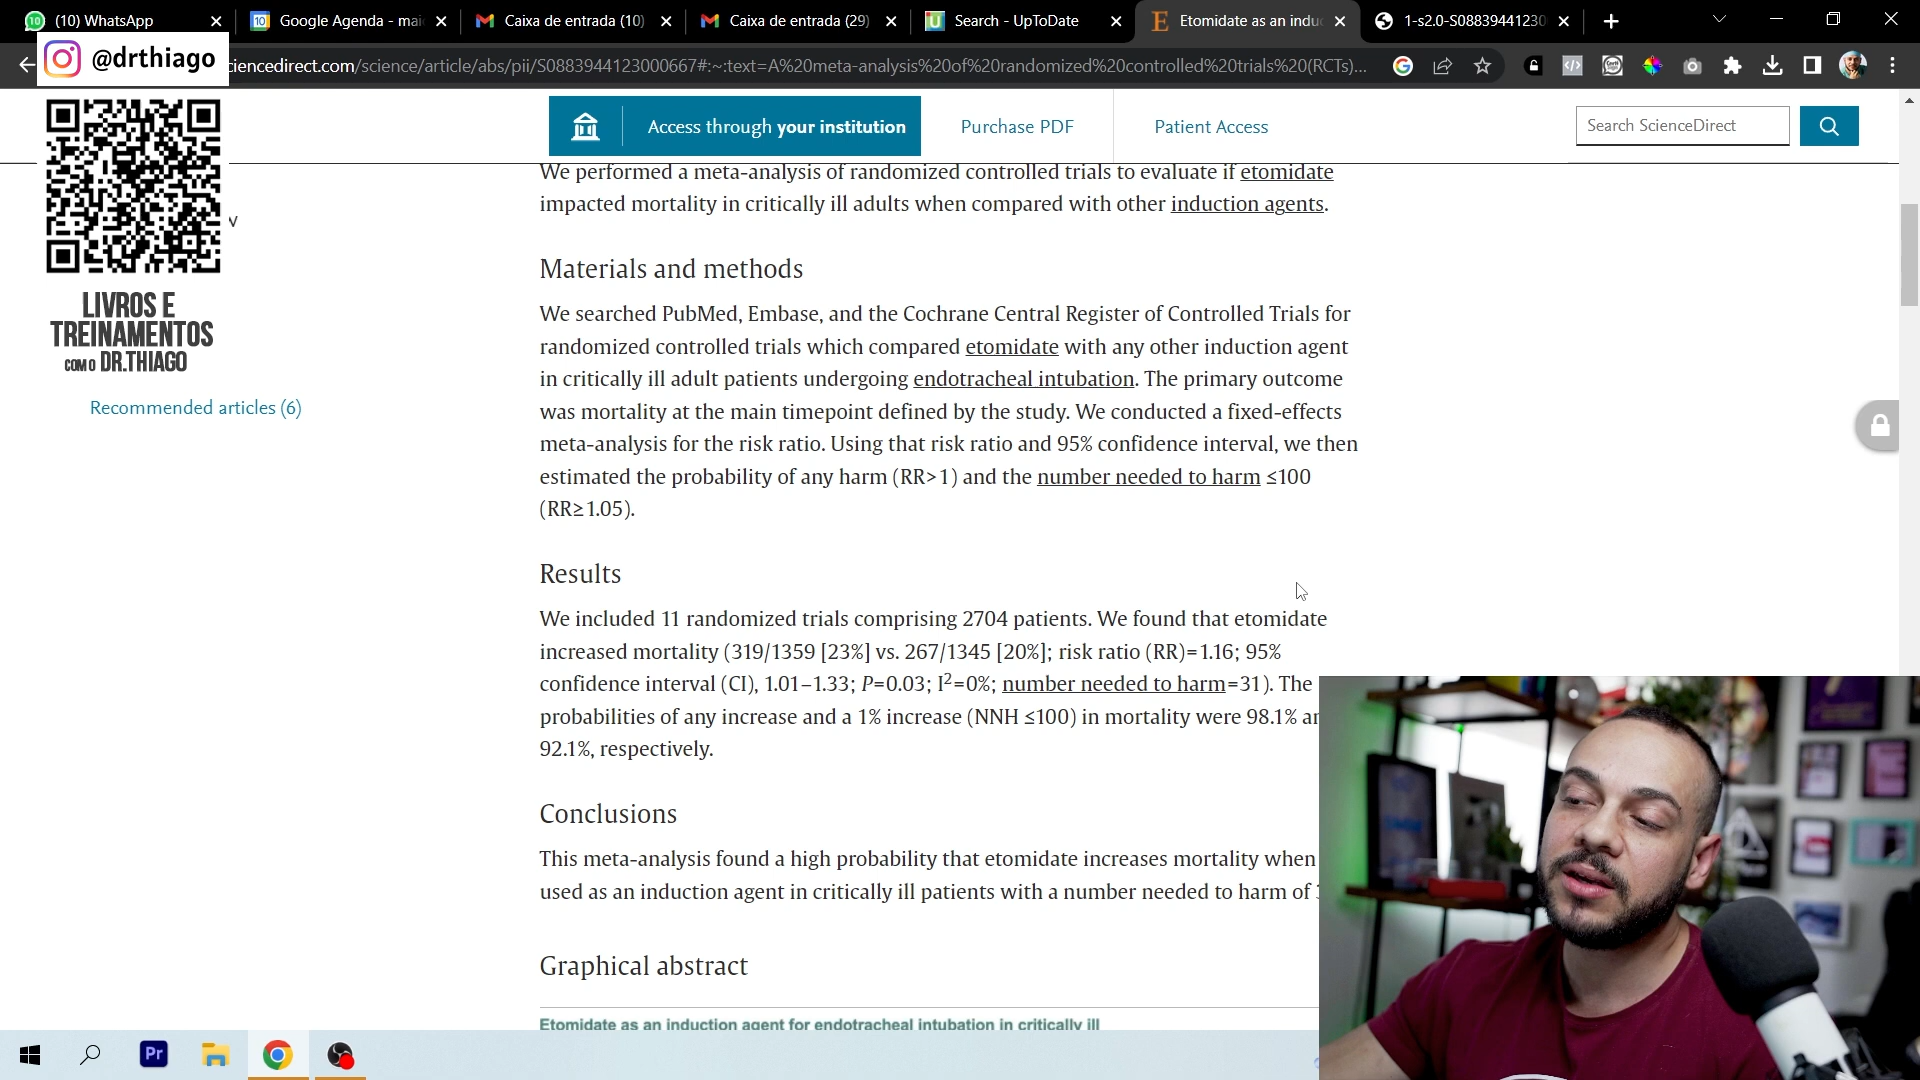 (10) WhatsApp
Google Agenda - mai
Caixa de entrada (10)
Caixa de entrada (29)
Search - UpToDate
Etomidate as an indu
1-s2.0-S08839441230
@drthiago
ciencedirect.com/science/article/abs/pii/S0883944123000667#:~:text=A%20meta-analysis%20of%20randomized%20controlled%20trials%20(RCTs)...
Access through your institution
Purchase PDF
Patient Access
Search ScienceDirect
We performed a meta-analysis of randomized controlled trials to evaluate if etomidate
impacted mortality in critically ill adults when compared with other induction agents.
LIVROS E
TREINAMENTOS
COM O DR.THIAGO
Recommended articles (6)
Materials and methods
We searched PubMed, Embase, and the Cochrane Central Register of Controlled Trials for
randomized controlled trials which compared etomidate with any other induction agent
in critically ill adult patients undergoing endotracheal intubation. The primary outcome
was mortality at the main timepoint defined by the study. We conducted a fixed-effects
meta-analysis for the risk ratio. Using that risk ratio and 95% confidence interval, we then
estimated the probability of any harm (RR>1) and the number needed to harm ≤100
(RR≥1.05).
Results
We included 11 randomized trials comprising 2704 patients. We found that etomidate
increased mortality (319/1359 [23%] vs. 267/1345 [20%]; risk ratio (RR)=1.16; 95%
confidence interval (CI), 1.01–1.33; P=0.03; I²=0%; number needed to harm=31). The
probabilities of any increase and a 1% increase (NNH ≤100) in mortality were 98.1% a
92.1%, respectively.
Conclusions
This meta-analysis found a high probability that etomidate increases mortality when
used as an induction agent in critically ill patients with a number needed to harm of
Graphical abstract
Etomidate as an induction agent for endotracheal intubation in critically ill
Pr